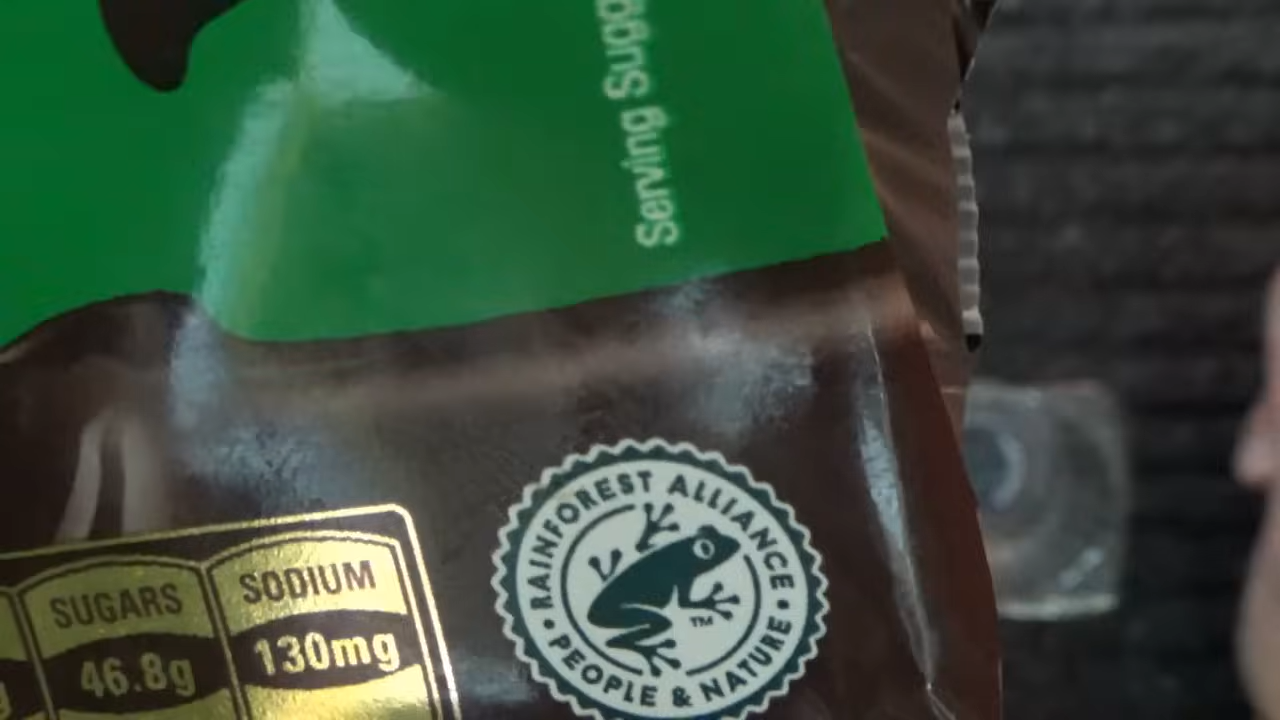 Serving Sugg
RAINFOREST ALLIANCE
PEOPLE & NATURE
TM
SUGARS
46.8g
SODIUM
130mg
g